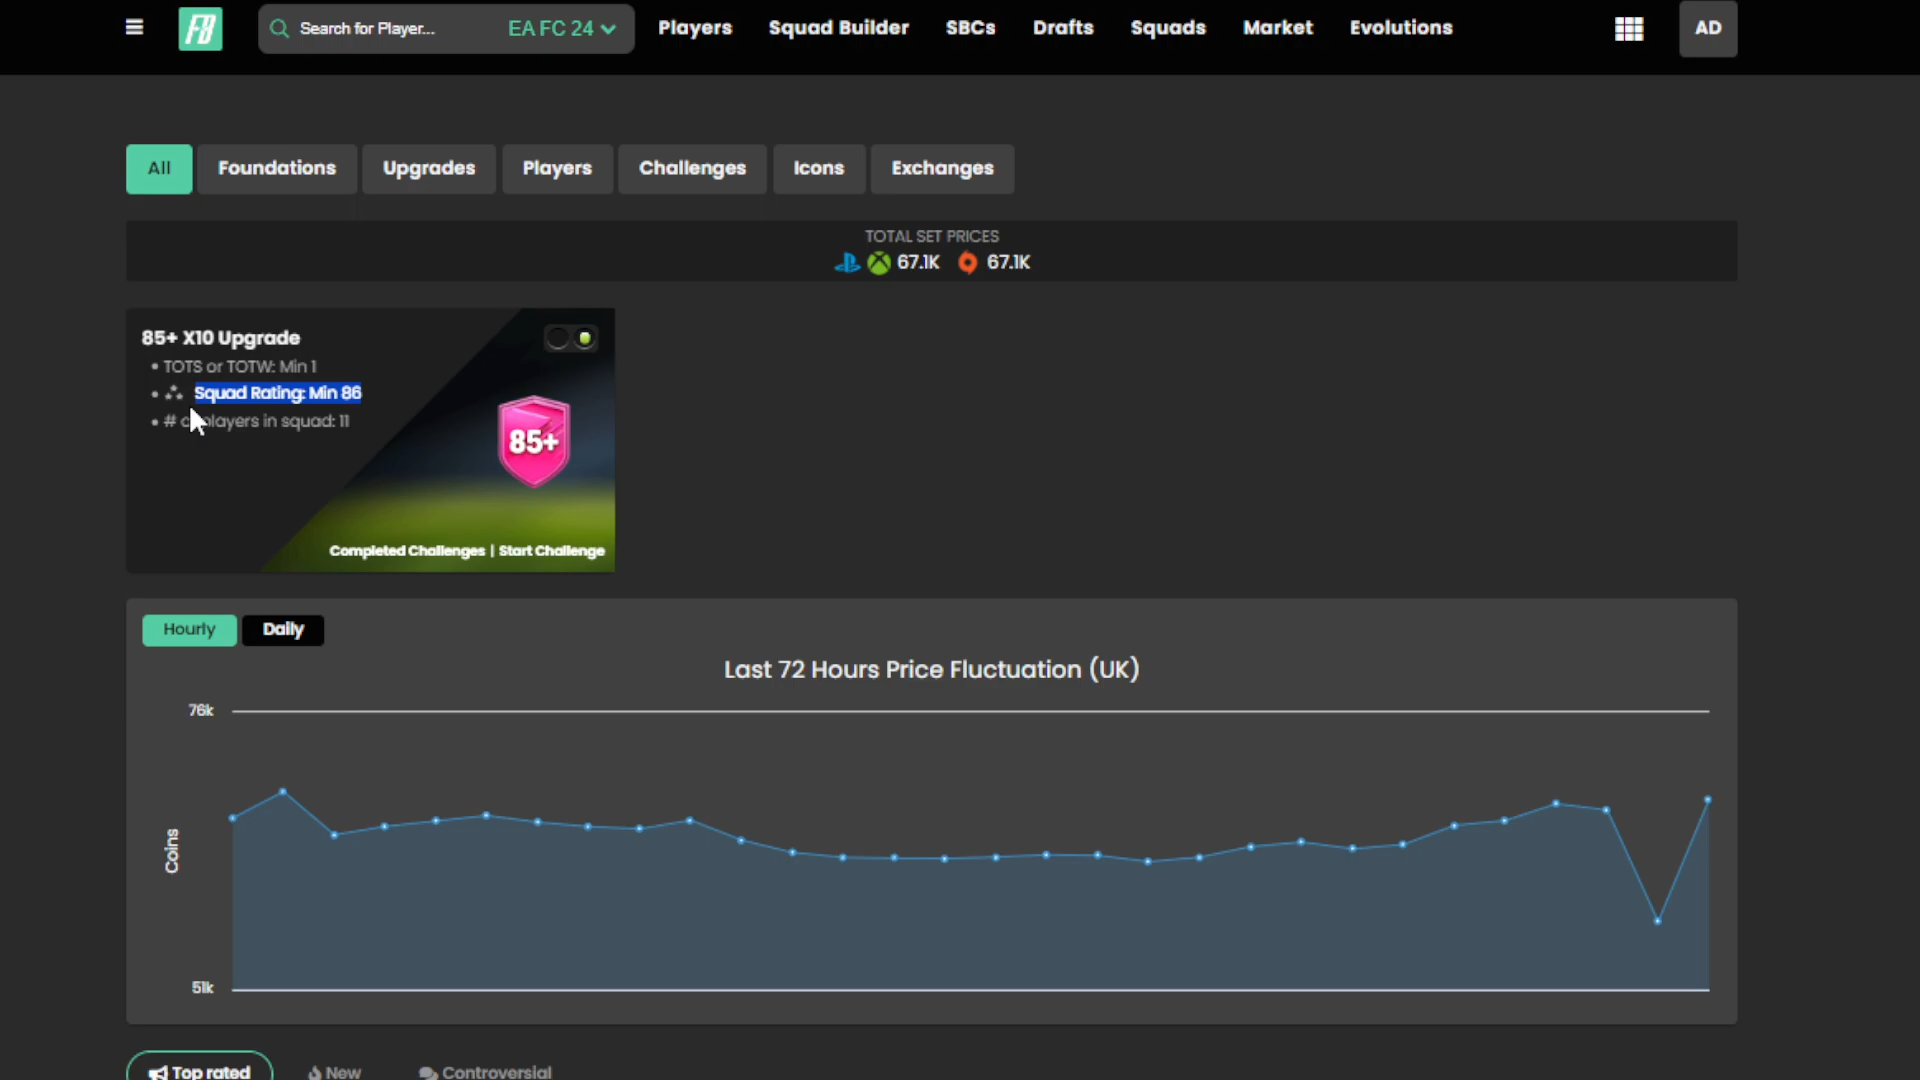 FB Search for Player... EA FC 24 Players Squad Builder SBCs Drafts Squads Market Evolutions AD
All Foundations Upgrades Players Challenges Icons Exchanges
TOTAL SET PRICES
67.1K 67.1K
85+ X10 Upgrade
• TOTS or TOTW: Min 1
• Squad Rating: Min 86
• # players in squad: 11
85+
Completed Challenges | Start Challenge
Hourly Daily
Last 72 Hours Price Fluctuation (UK)
76k
Coins
51k
Top rated New Controversial